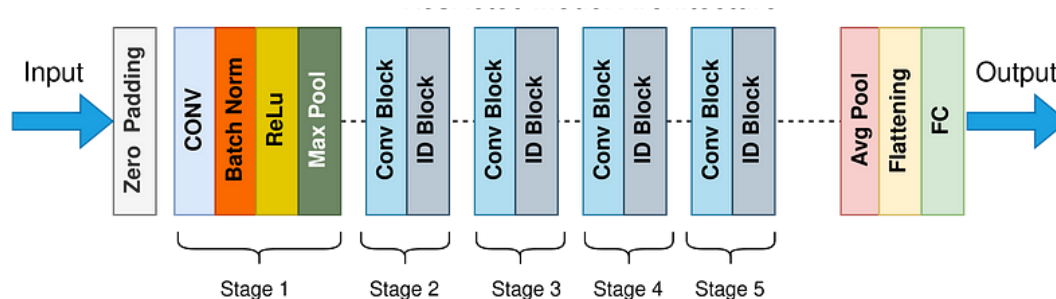 Input
Zero Padding
CONV
Batch Norm
ReLu
Max Pool
Conv Block
ID Block
Conv Block
ID Block
Conv Block
ID Block
Conv Block
ID Block
Avg Pool
Flattening
FC
Output
Stage 1
Stage 2
Stage 3
Stage 4
Stage 5